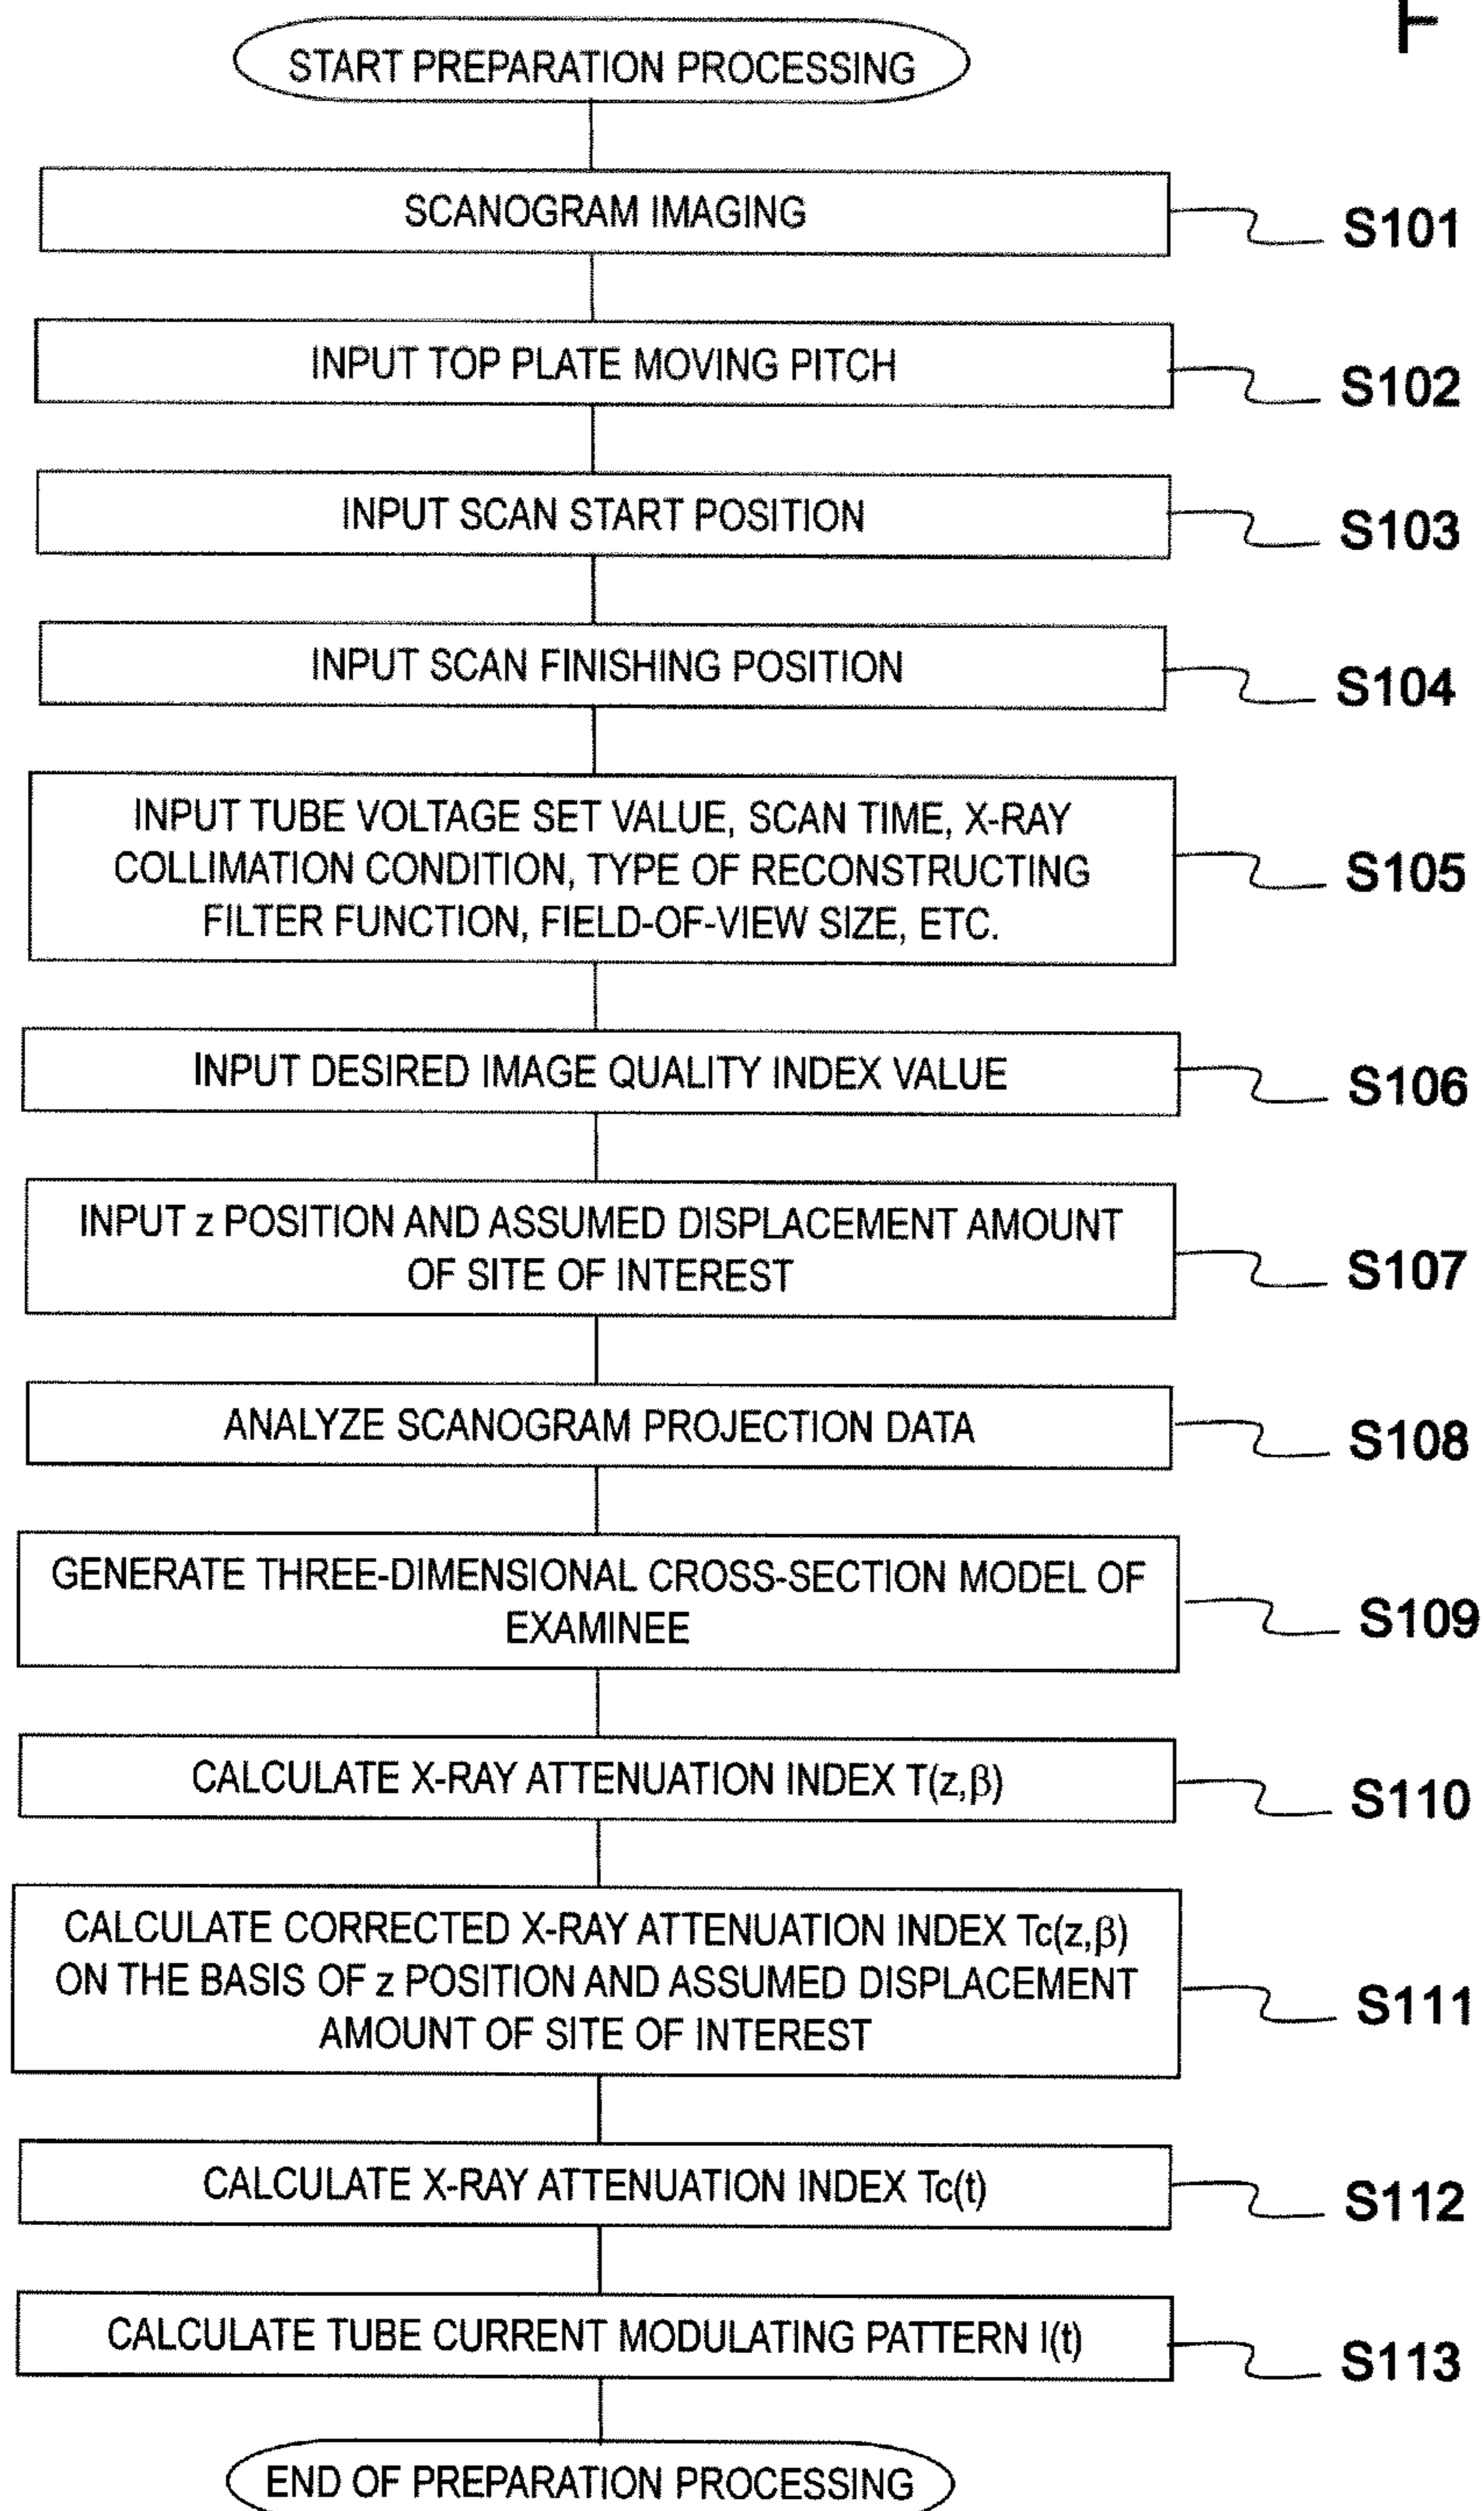 START PREPARATION PROCESSING
SCANOGRAM IMAGING
S101
INPUT TOP PLATE MOVING PITCH
S102
INPUT SCAN START POSITION
S103
INPUT SCAN FINISHING POSITION
S104
INPUT TUBE VOLTAGE SET VALUE, SCAN TIME, X-RAY
COLLIMATION CONDITION, TYPE OF RECONSTRUCTING
FILTER FUNCTION, FIELD-OF-VIEW SIZE, ETC.
S105
INPUT DESIRED IMAGE QUALITY INDEX VALUE
S106
INPUT z POSITION AND ASSUMED DISPLACEMENT AMOUNT
OF SITE OF INTEREST
S107
ANALYZE SCANOGRAM PROJECTION DATA
S108
GENERATE THREE-DIMENSIONAL CROSS-SECTION MODEL OF
EXAMINEE
S109
CALCULATE X-RAY ATTENUATION INDEX T(z,β)
S110
CALCULATE CORRECTED X-RAY ATTENUATION INDEX Tc(z,β)
ON THE BASIS OF z POSITION AND ASSUMED DISPLACEMENT
AMOUNT OF SITE OF INTEREST
S111
CALCULATE X-RAY ATTENUATION INDEX Tc(t)
S112
CALCULATE TUBE CURRENT MODULATING PATTERN I(t)
S113
END OF PREPARATION PROCESSING